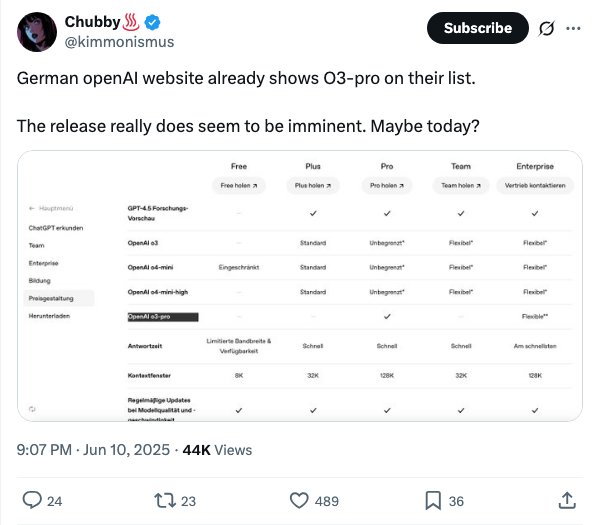 Chubby♨️
@kimmonismus
Subscribe
German openAI website already shows O3-pro on their list.
The release really does seem to be imminent. Maybe today?
Free Plus Pro Team Enterprise
Free holen ↗ Plus holen ↗ Pro holen ↗ Team holen ↗ Vertrieb kontaktieren
← Hauptmenü
ChatGPT erkunden
Team
Enterprise
Bildung
Preisgestaltung
Herunterladen
GPT-4.5 Forschungs-
Vorschau — ✓ ✓ ✓ ✓
OpenAI o3 — Standard Unbegrenzt* Flexibel* Flexibel*
OpenAI o4-mini Eingeschränkt Standard Unbegrenzt* Flexibel* Flexibel*
OpenAI o4-mini-high — Standard Unbegrenzt* Flexibel* Flexibel*
OpenAI o3-pro — — ✓ — Flexible**
Antwortzeit Limitierte Bandbreite & Schnell Schnell Schnell Am schnellsten
Verfügbarkeit
Kontextfenster 8K 32K 128K 32K 128K
Regelmäßige Updates
bei Modellqualität und - ✓ ✓ ✓ ✓ ✓
geschwindigkeit
9:07 PM · Jun 10, 2025 · 44K Views
24 23 489 36